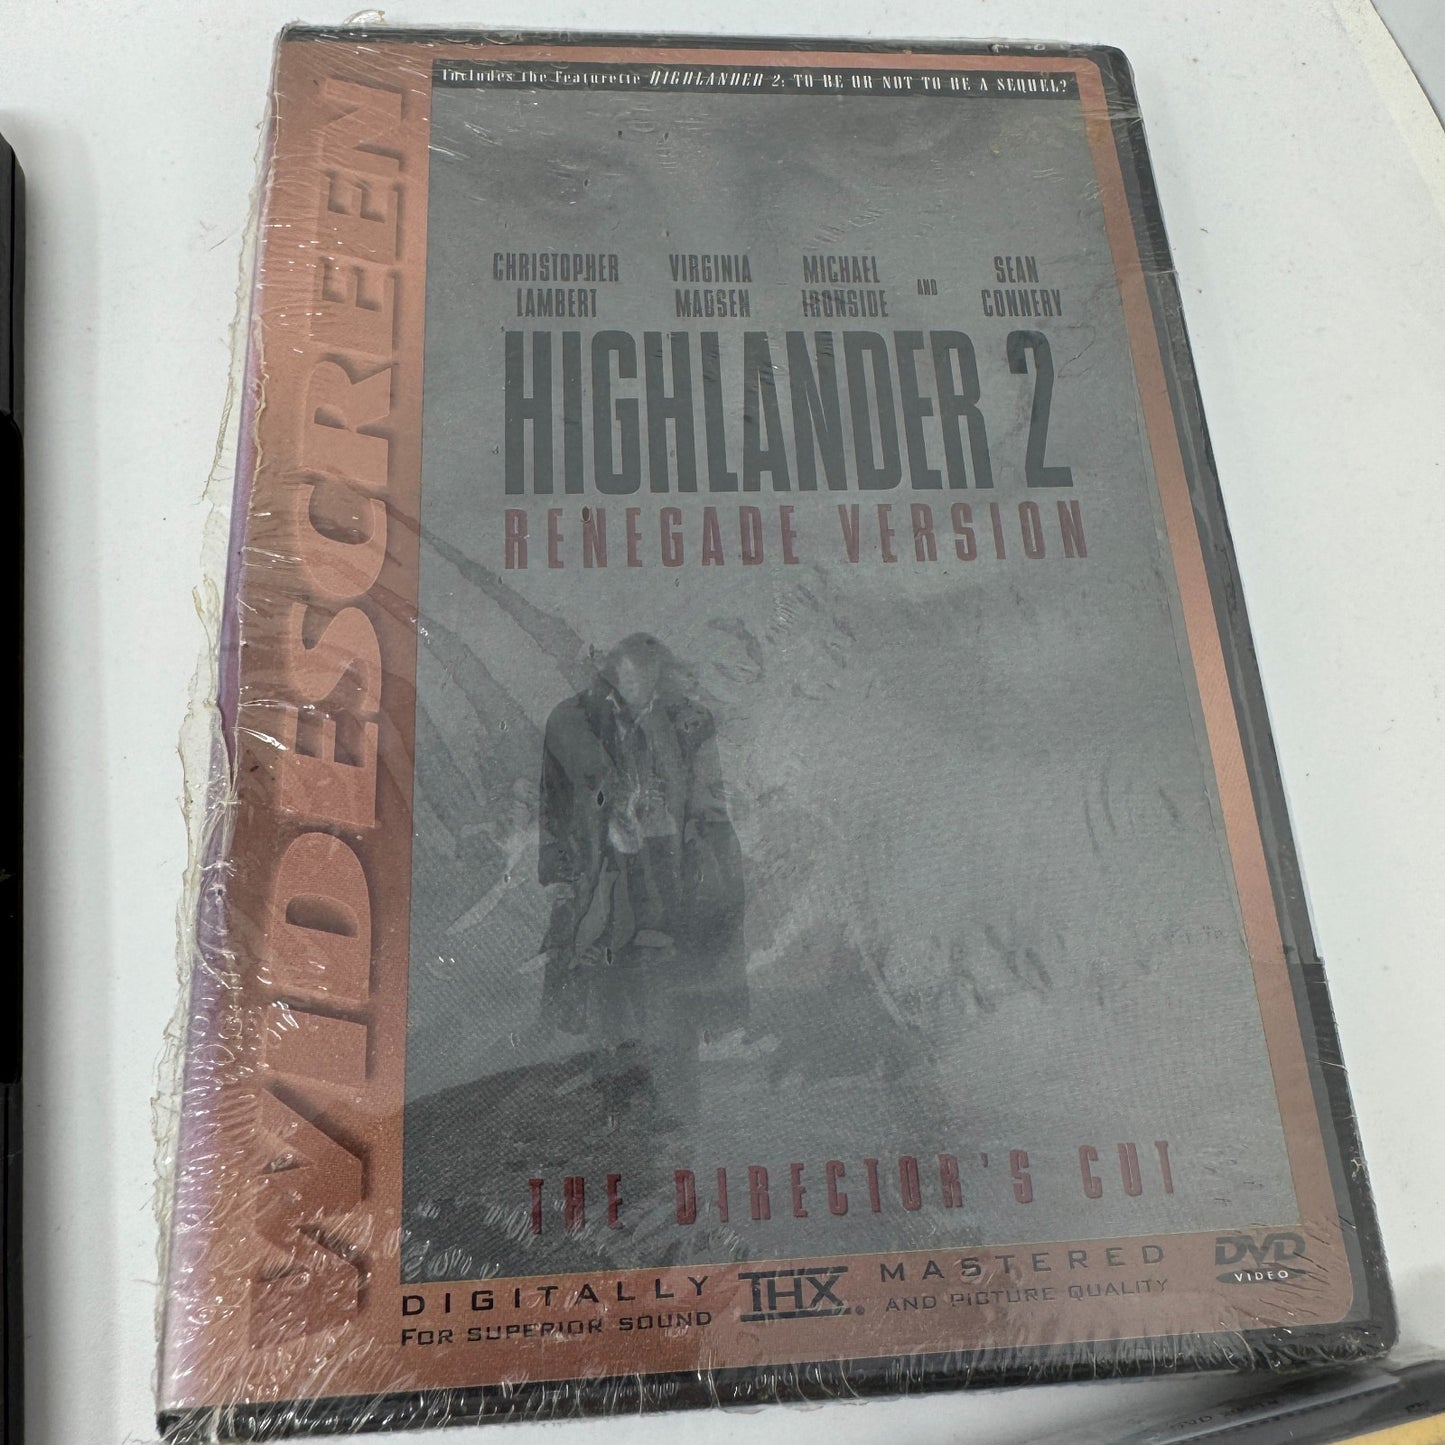 Includes the Featurette HIGHLANDER 2: TO BE OR NOT TO BE A SEQUEL?
WIDESCREEN
CHRISTOPHER LAMBERT
VIRGINIA MADSEN
MICHAEL IRONSIDE
AND
SEAN CONNERY
HIGHLANDER 2
RENEGADE VERSION
THE DIRECTOR'S CUT
DIGITALLY THX MASTERED
FOR SUPERIOR SOUND AND PICTURE QUALITY
DVD
VIDEO